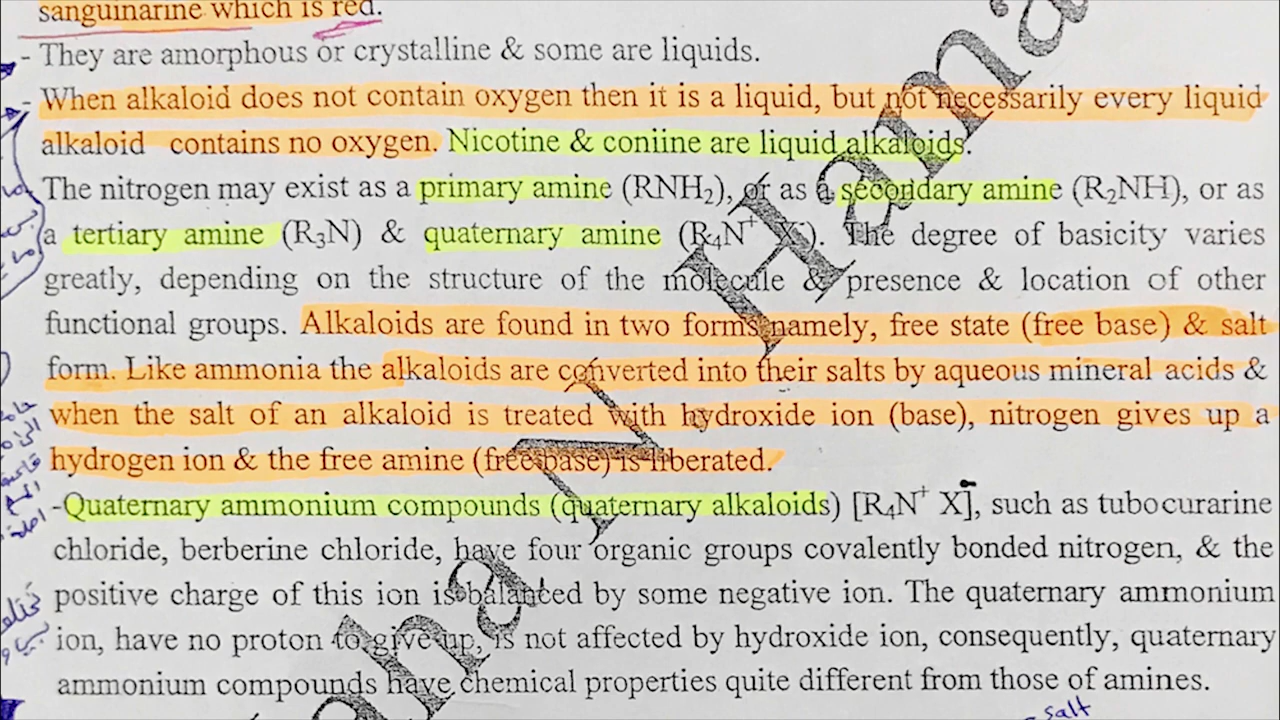 sanguinarine which is red.
- They are amorphous or crystalline & some are liquids.
- When alkaloid does not contain oxygen then it is a liquid, but not necessarily every liquid
alkaloid contains no oxygen. Nicotine & coniine are liquid alkaloids.
The nitrogen may exist as a primary amine (RNH₂), or as a secondary amine (R₂NH), or as
a tertiary amine (R₃N) & quaternary amine (R₄N⁺ X⁻). The degree of basicity varies
greatly, depending on the structure of the molecule & presence & location of other
functional groups. Alkaloids are found in two forms namely, free state (free base) & salt
form. Like ammonia the alkaloids are converted into their salts by aqueous mineral acids &
when the salt of an alkaloid is treated with hydroxide ion (base), nitrogen gives up a
hydrogen ion & the free amine (free base) is liberated.
-Quaternary ammonium compounds (quaternary alkaloids) [R₄N⁺ X⁻], such as tubocurarine
chloride, berberine chloride, have four organic groups covalently bonded nitrogen, & the
positive charge of this ion is balanced by some negative ion. The quaternary ammonium
ion, have no proton to give up, is not affected by hydroxide ion, consequently, quaternary
ammonium compounds have chemical properties quite different from those of amines.
salt